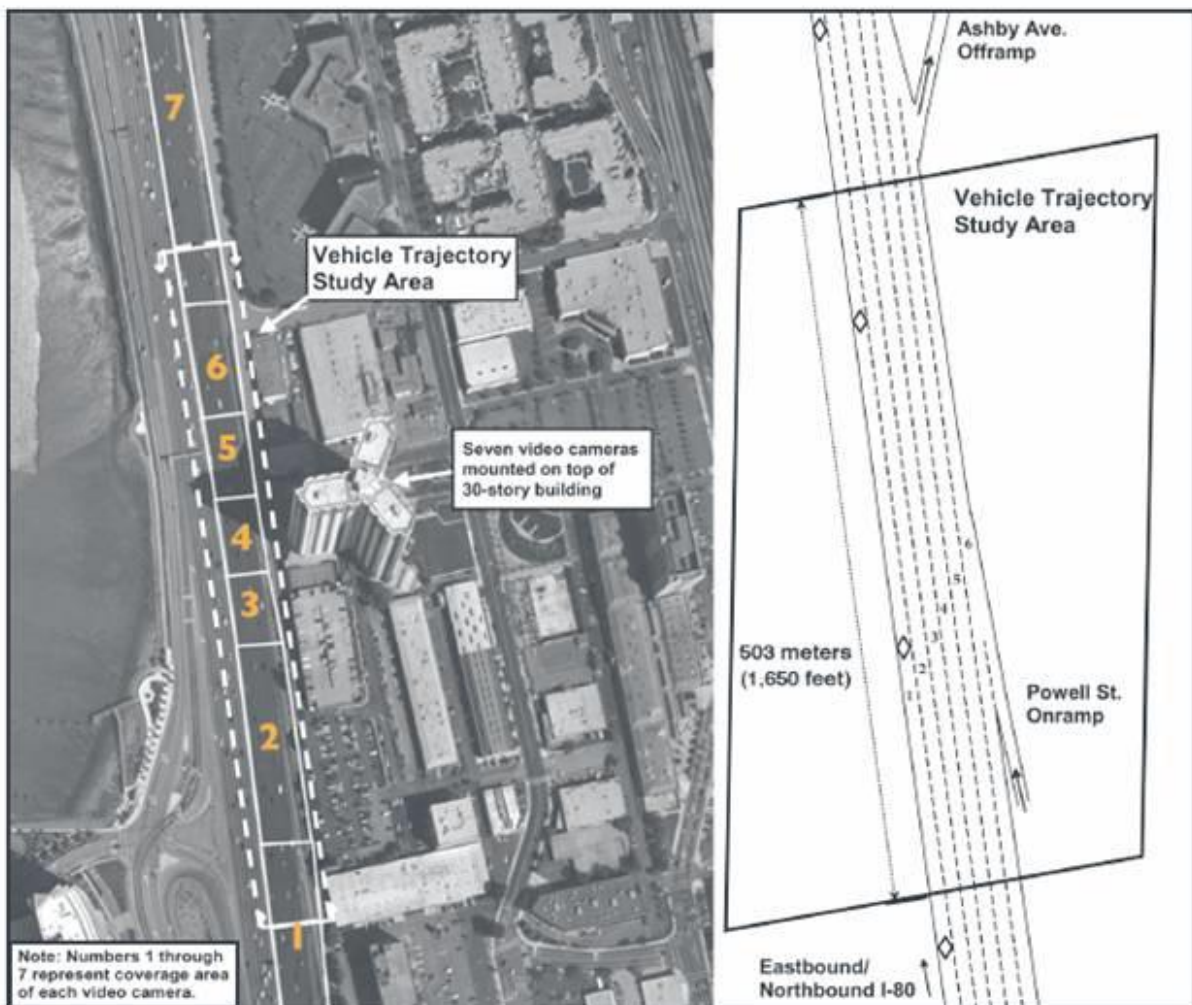 7
Vehicle Trajectory
Study Area
6
5
Seven video cameras
mounted on top of
30-story building
4
3
2
1
Note: Numbers 1 through
7 represent coverage area
of each video camera.
Ashby Ave.
Offramp
Vehicle Trajectory
Study Area
503 meters
(1,650 feet)
1
2
3
4
5
6
Powell St.
Onramp
Eastbound/
Northbound I-80